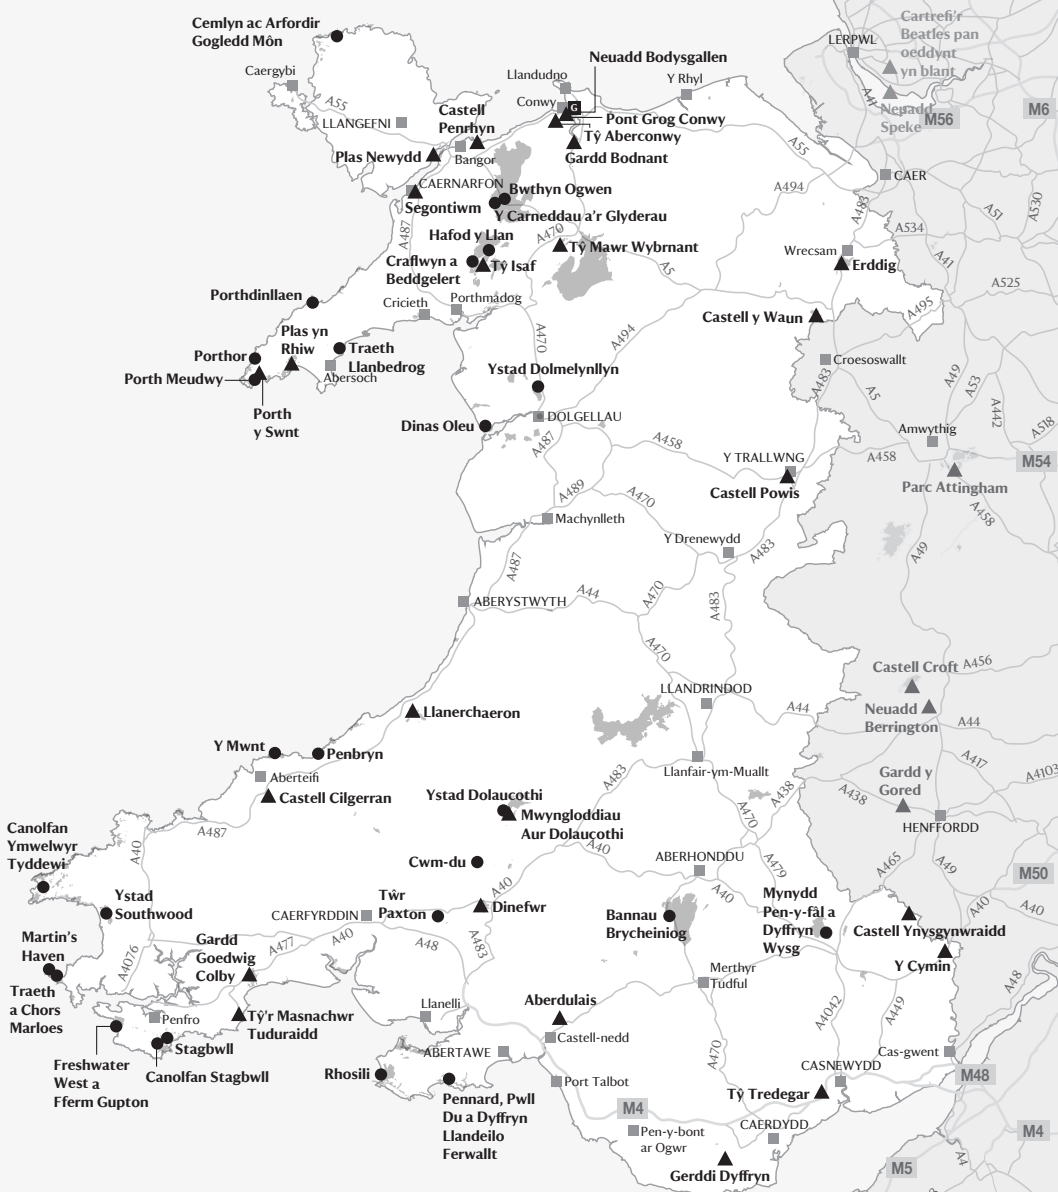 Cemlyn ac Arfordir
Gogledd Môn
Caergybi
A55
LLANGEFNI
Castell
Penrhyn
Plas Newydd
Bangor
Llandudno
Conwy
G
Neuadd Bodysgallen
Y Rhyl
Pont Grog Conwy
Tŷ Aberconwy
Gardd Bodnant
A55
LERPWL
Cartrefi'r
Beatles pan
oeddynt
yn blant
A41
Neuadd
Speke
M56
M6
CAER
A494
A483
A51
A530
A534
A41
CAERNARFON
Segontiwm
Bwthyn Ogwen
Y Carneddau a'r Glyderau
A487
Hafod y Llan
A470
Tŷ Mawr Wybrnant
Craflwyn a
Beddgelert
Tŷ Isaf
A5
Wrecsam
Erddig
A525
A495
Porthdinllaen
Cricieth
Porthmadog
Castell y Waun
Plas yn
Rhiw
Porthor
Traeth
Llanbedrog
Porth Meudwy
Abersoch
Porth
y Swnt
A470
A494
Ystad Dolmelynllyn
Croesoswallt
A483
A5
A49
A53
A442
A518
Dinas Oleu
DOLGELLAU
A487
A458
Y TRALLWNG
Castell Powis
A458
Amwythig
M54
Parc Attingham
A458
A489
A470
Machynlleth
Y Drenewydd
A483
A49
A487
ABERYSTWYTH
A44
A470
A483
A470
LLANDRINDOD
A44
Castell Croft
A456
Neuadd
Berrington
A44
Llanerchaeron
Y Mwnt
Penbryn
Aberteifi
Castell Cilgerran
Llanfair-ym-Muallt
A483
A438
A417
A4103
Gardd y
Gored
A438
HENFFORDD
Ystad Dolaucothi
Mwyngloddiau
Aur Dolaucothi
A470
A487
Canolfan
Ymwelwyr
Tyddewi
A40
Cwm-du
A40
ABERHONDDU
A479
A465
A49
M50
A40
A40
Ystad
Southwood
CAERFYRDDIN
Tŵr
Paxton
A40
Dinefwr
A40
Bannau
Brycheiniog
Mynydd
Pen-y-fâl a
Dyffryn
Wysg
Castell Ynysgynwraidd
Y Cymin
Martin's
Haven
A4076
Gardd
Goedwig
Colby
A477
A40
A48
A483
Merthyr
Tudful
A48
Traeth
a Chors
Marloes
Penfro
Tŷ'r Masnachwr
Tuduraidd
Llanelli
Aberdulais
A4042
A449
Stagbwll
Canolfan Stagbwll
Freshwater
West a
Fferm Gupton
Castell-nedd
ABERTAWE
A470
Cas-gwent
CASNEWYDD
M48
Rhosili
Pennard, Pwll
Du a Dyffryn
Llandeilo
Ferwallt
Port Talbot
Tŷ Tredegar
M4
Pen-y-bont
ar Ogwr
CAERDYDD
M4
A4
Gerddi Dyffryn
M5